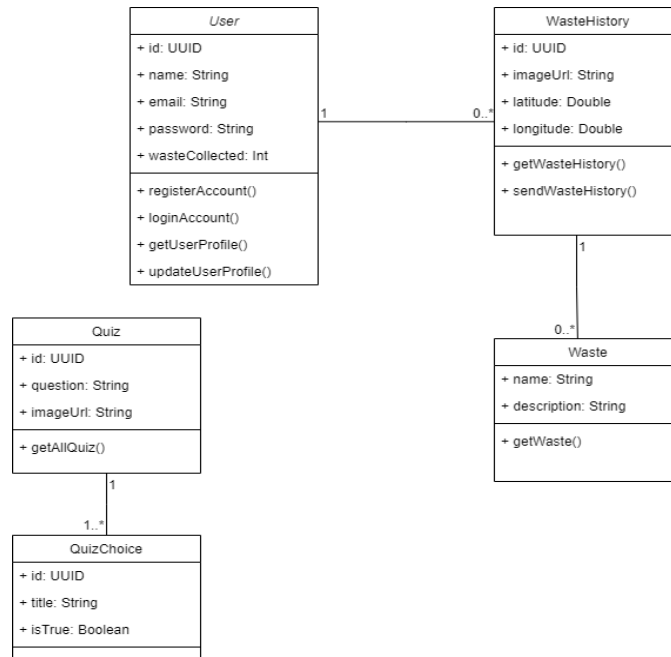 User
+ id: UUID
+ name: String
+ email: String
+ password: String
+ wasteCollected: Int
+ registerAccount()
+ loginAccount()
+ getUserProfile()
+ updateUserProfile()
1
0..*
WasteHistory
+ id: UUID
+ imageUrl: String
+ latitude: Double
+ longitude: Double
+ getWasteHistory()
+ sendWasteHistory()
1
0..*
Waste
+ name: String
+ description: String
+ getWaste()
Quiz
+ id: UUID
+ question: String
+ imageUrl: String
+ getAllQuiz()
1
1..*
QuizChoice
+ id: UUID
+ title: String
+ isTrue: Boolean